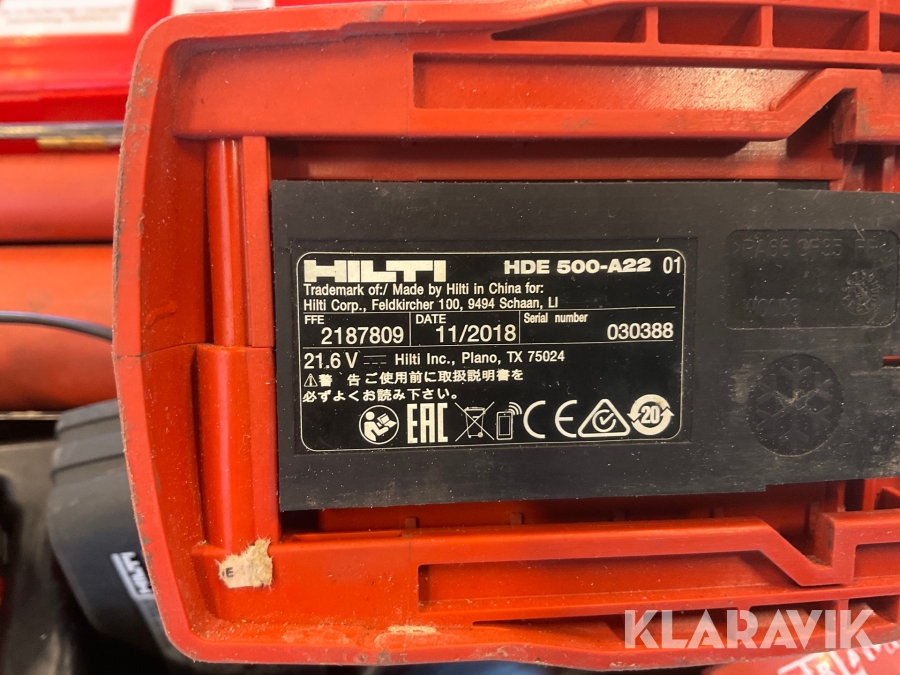 HILTI HDE 500-A22 01
Trademark of:/ Made by Hilti in China for:
Hilti Corp., Feldkircher 100, 9494 Schaan, LI
FFE DATE Serial number
2187809 11/2018 030388
21.6 V Hilti Inc., Plano, TX 75024
警告 ご使用前に取扱説明書を
必ずよくお読み下さい。
EAC CE 20
KLARAVIK